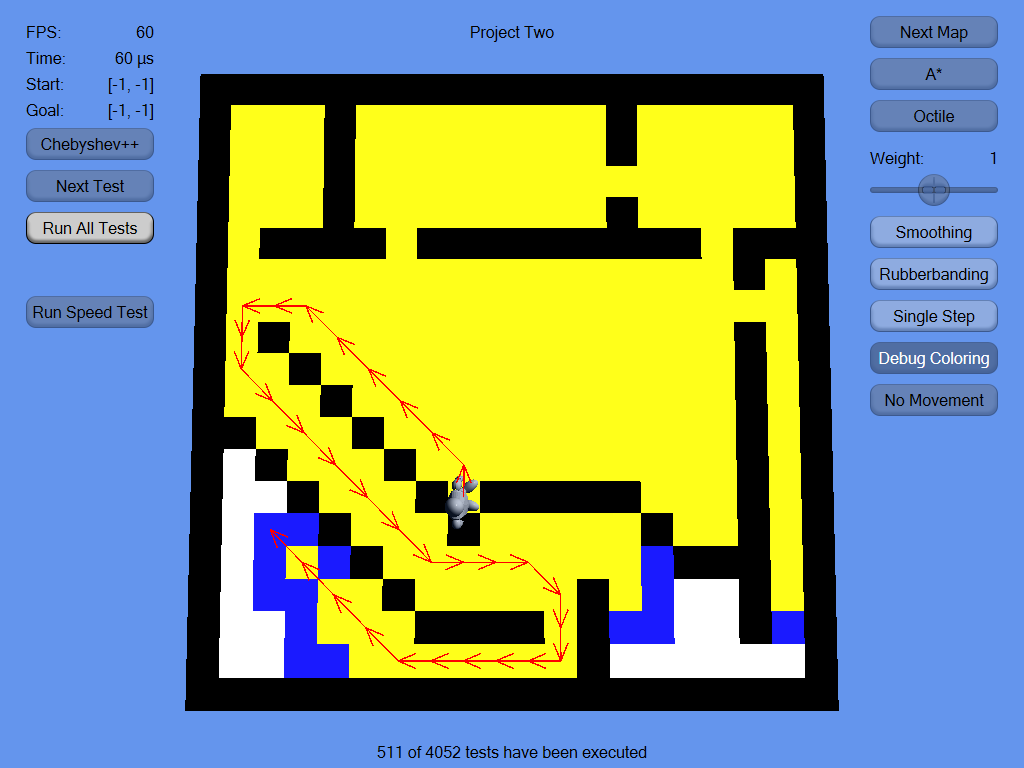 FPS: 60
Time: 60 µs
Start: [-1, -1]
Goal: [-1, -1]
Chebyshev++
Next Test
Run All Tests
Run Speed Test
Project Two
Next Map
A*
Octile
Weight: 1
Smoothing
Rubberbanding
Single Step
Debug Coloring
No Movement
511 of 4052 tests have been executed